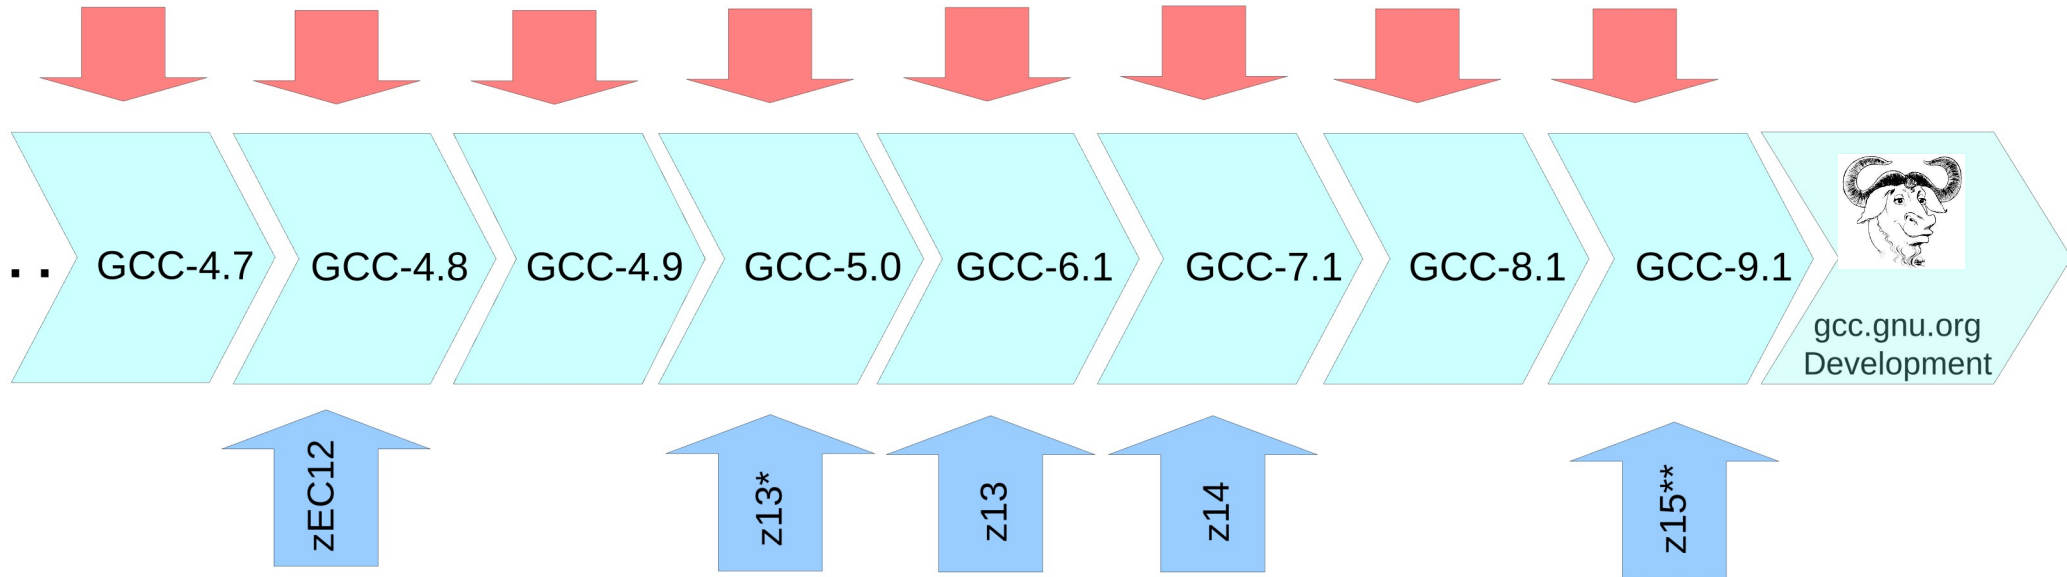 . . GCC-4.7 GCC-4.8 GCC-4.9 GCC-5.0 GCC-6.1 GCC-7.1 GCC-8.1 GCC-9.1
gcc.gnu.org
Development
zEC12 z13* z13 z14 z15**